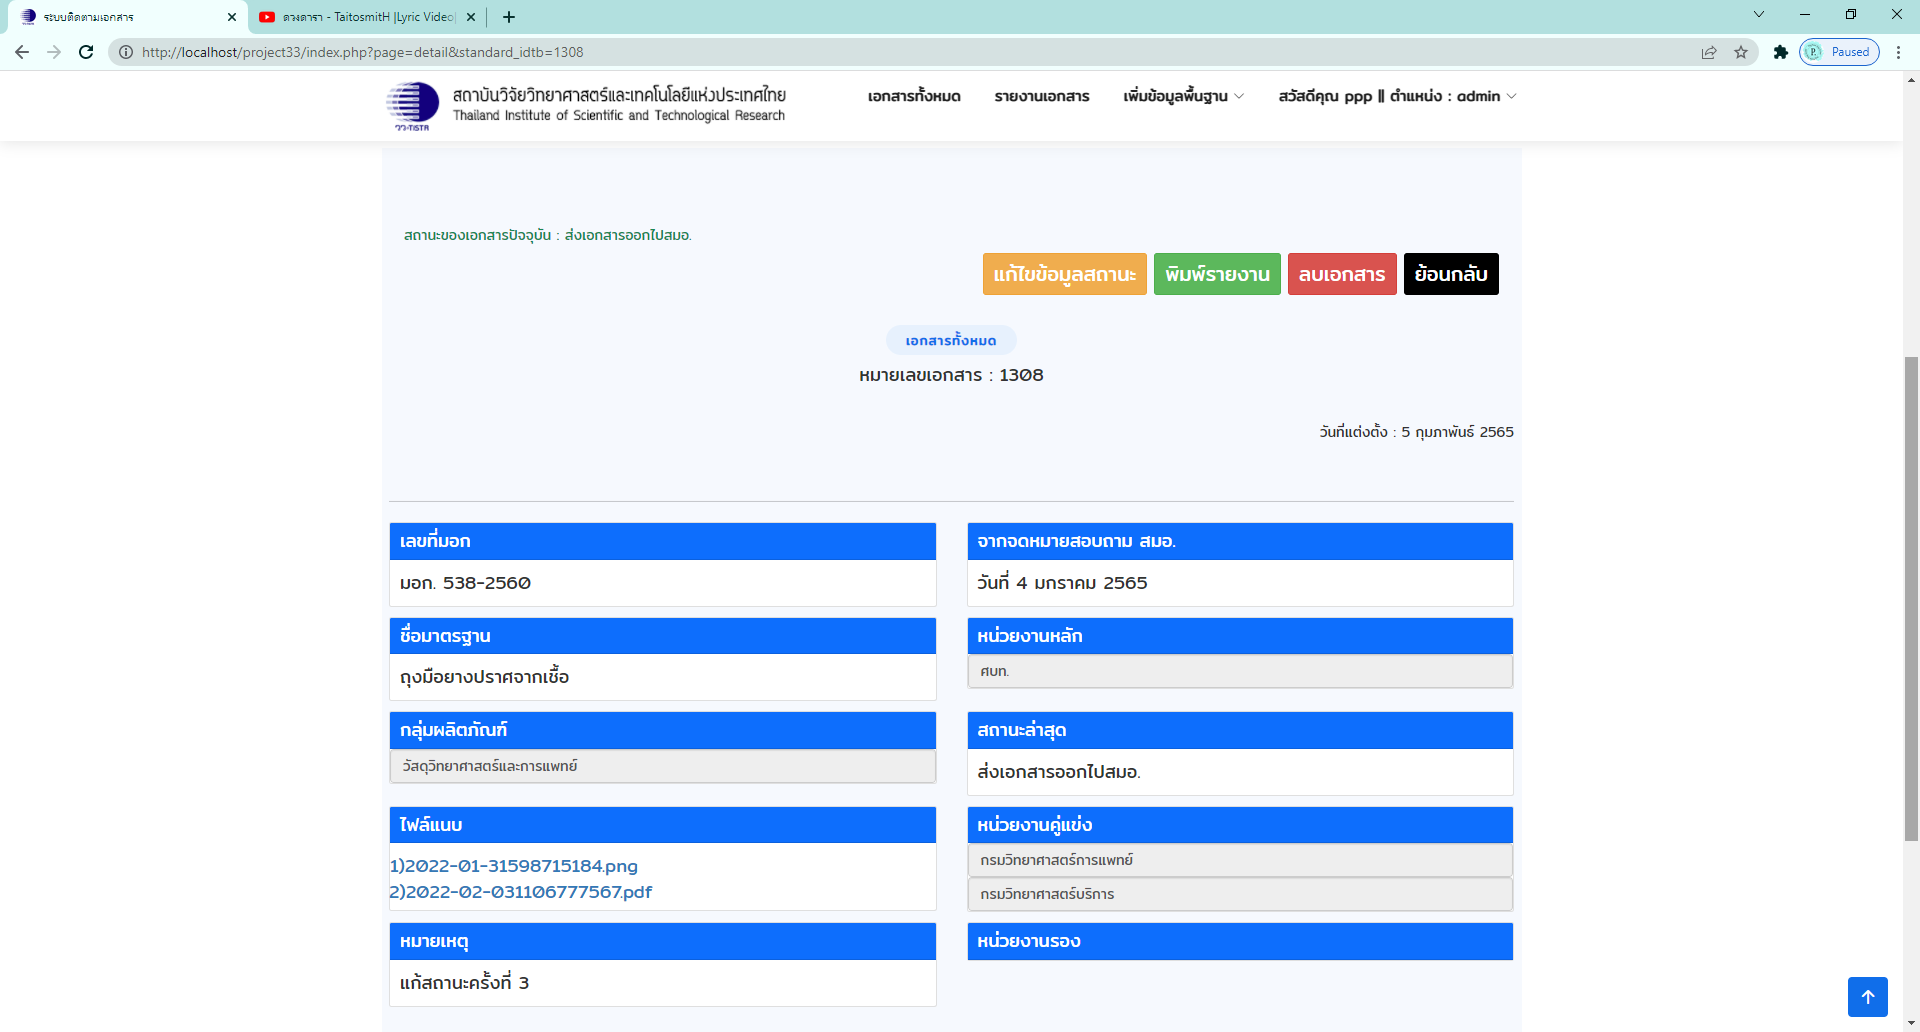 ระบบติดตามเอกสาร
ดวงดารา - TaitosmitH |Lyric Video|
http://localhost/project33/index.php?page=detail&standard_idtb=1308
Paused
สถาบันวิจัยวิทยาศาสตร์และเทคโนโลยีแห่งประเทศไทย
Thailand Institute of Scientific and Technological Research
วว-TISTR
เอกสารทั้งหมด
รายงานเอกสาร
เพิ่มข้อมูลพื้นฐาน
สวัสดีคุณ ppp || ตำแหน่ง : admin
สถานะของเอกสารปัจจุบัน : ส่งเอกสารออกไปสมอ.
แก้ไขข้อมูลสถานะ
พิมพ์รายงาน
ลบเอกสาร
ย้อนกลับ
เอกสารทั้งหมด
หมายเลขเอกสาร : 1308
วันที่แต่งตั้ง : 5 กุมภาพันธ์ 2565
เลขที่มอก
มอก. 538-2560
จากจดหมายสอบถาม สมอ.
วันที่ 4 มกราคม 2565
ชื่อมาตรฐาน
ถุงมือยางปราศจากเชื้อ
หน่วยงานหลัก
ศบท.
กลุ่มผลิตภัณฑ์
วัสดุวิทยาศาสตร์และการแพทย์
สถานะล่าสุด
ส่งเอกสารออกไปสมอ.
ไฟล์แนบ
1)2022-01-31598715184.png
2)2022-02-031106777567.pdf
หน่วยงานคู่แข่ง
กรมวิทยาศาสตร์การแพทย์
กรมวิทยาศาสตร์บริการ
หมายเหตุ
แก้สถานะครั้งที่ 3
หน่วยงานรอง